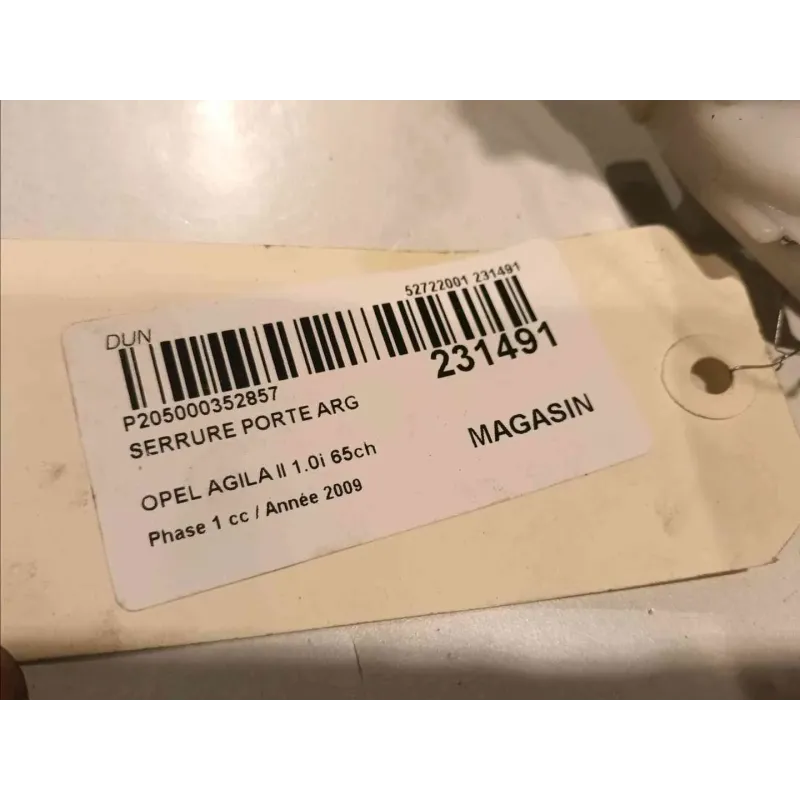 52722001 231491
DUN
231491
P205000352857
SERRURE PORTE ARG
MAGASIN
OPEL AGILA II 1.0i 65ch
Phase 1 cc / Année 2009